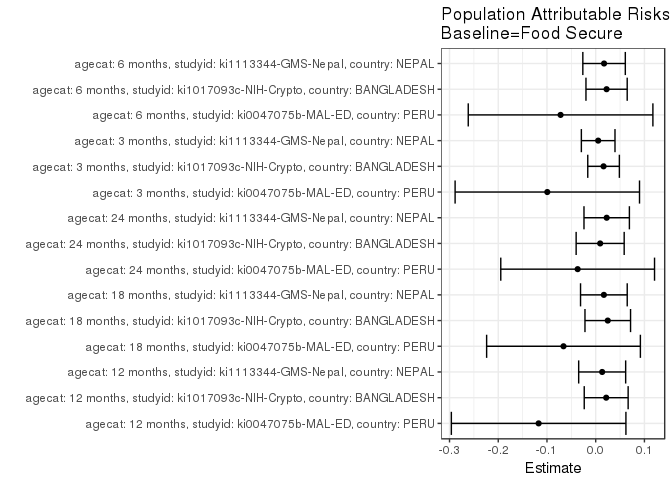 Population Attributable Risks
Baseline=Food Secure
agecat: 6 months, studyid: ki1113344-GMS-Nepal, country: NEPAL
agecat: 6 months, studyid: ki1017093c-NIH-Crypto, country: BANGLADESH
agecat: 6 months, studyid: ki0047075b-MAL-ED, country: PERU
agecat: 3 months, studyid: ki1113344-GMS-Nepal, country: NEPAL
agecat: 3 months, studyid: ki1017093c-NIH-Crypto, country: BANGLADESH
agecat: 3 months, studyid: ki0047075b-MAL-ED, country: PERU
agecat: 24 months, studyid: ki1113344-GMS-Nepal, country: NEPAL
agecat: 24 months, studyid: ki1017093c-NIH-Crypto, country: BANGLADESH
agecat: 24 months, studyid: ki0047075b-MAL-ED, country: PERU
agecat: 18 months, studyid: ki1113344-GMS-Nepal, country: NEPAL
agecat: 18 months, studyid: ki1017093c-NIH-Crypto, country: BANGLADESH
agecat: 18 months, studyid: ki0047075b-MAL-ED, country: PERU
agecat: 12 months, studyid: ki1113344-GMS-Nepal, country: NEPAL
agecat: 12 months, studyid: ki1017093c-NIH-Crypto, country: BANGLADESH
agecat: 12 months, studyid: ki0047075b-MAL-ED, country: PERU
-0.3 -0.2 -0.1 0.0 0.1
Estimate